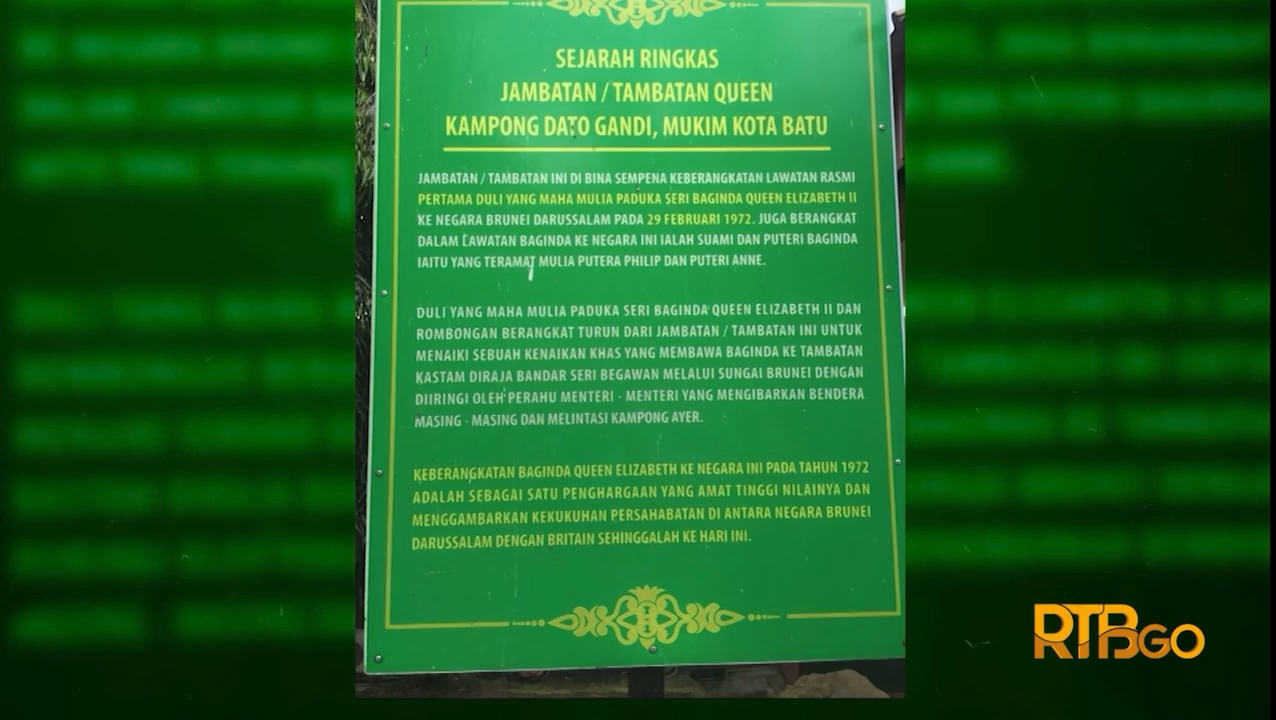 SEJARAH RINGKAS
JAMBATAN / TAMBATAN QUEEN
KAMPONG DATO GANDI, MUKIM KOTA BATU
JAMBATAN / TAMBATAN INI DI BINA SEMPENA KEBERANGKATAN LAWATAN RASMI
PERTAMA DULI YANG MAHA MULIA PADUKA SERI BAGINDA QUEEN ELIZABETH II
KE NEGARA BRUNEI DARUSSALAM PADA 29 FEBRUARI 1972. JUGA BERANGKAT
DALAM LAWATAN BAGINDA KE NEGARA INI IALAH SUAMI DAN PUTERI BAGINDA
IAITU YANG TERAMAT MULIA PUTERA PHILIP DAN PUTERI ANNE.
DULI YANG MAHA MULIA PADUKA SERI BAGINDA QUEEN ELIZABETH II DAN
ROMBONGAN BERANGKAT TURUN DARI JAMBATAN / TAMBATAN INI UNTUK
MENAIKI SEBUAH KENAIKAN KHAS YANG MEMBAWA BAGINDA KE TAMBATAN
KASTAM DIRAJA BANDAR SERI BEGAWAN MELALUI SUNGAI BRUNEI DENGAN
DIIRINGI OLEH PERAHU MENTERI - MENTERI YANG MENGIBARKAN BENDERA
MASING - MASING DAN MELINTASI KAMPONG AYER.
KEBERANGKATAN BAGINDA QUEEN ELIZABETH KE NEGARA INI PADA TAHUN 1972
ADALAH SEBAGAI SATU PENGHARGAAN YANG AMAT TINGGI NILAINYA DAN
MENGGAMBARKAN KEKUKUHAN PERSAHABATAN DI ANTARA NEGARA BRUNEI
DARUSSALAM DENGAN BRITAIN SEHINGGALAH KE HARI INI.
RTBGO